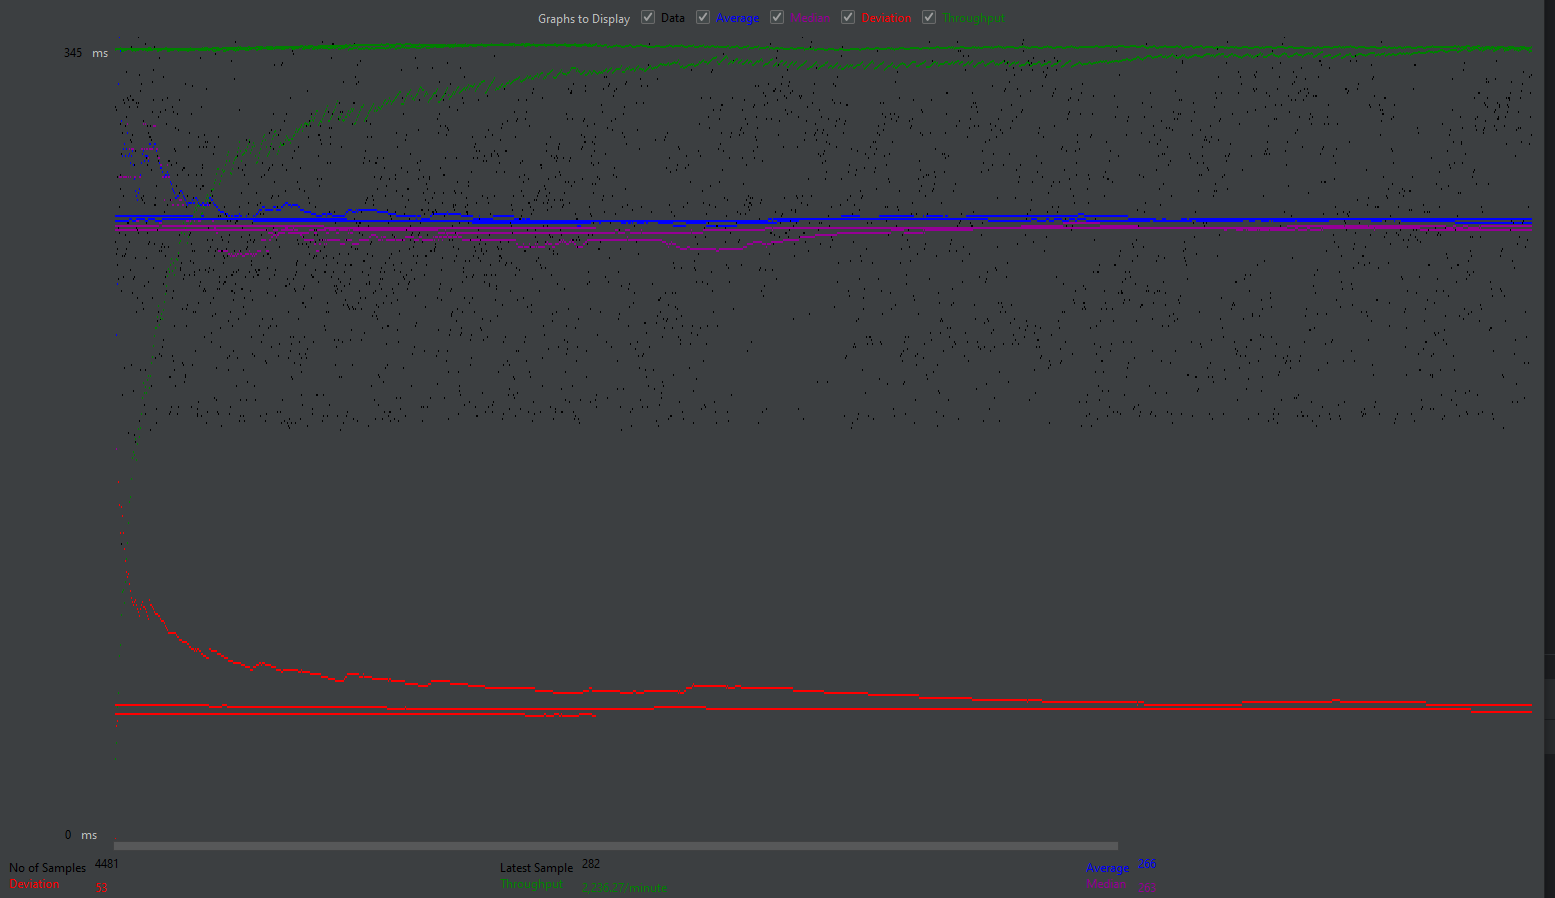 Graphs to Display Data Average Median Deviation Throughput
345 ms
0 ms
No of Samples 4481 Latest Sample 282 Average 266
Deviation 53 Throughput 2,236.27/minute Median